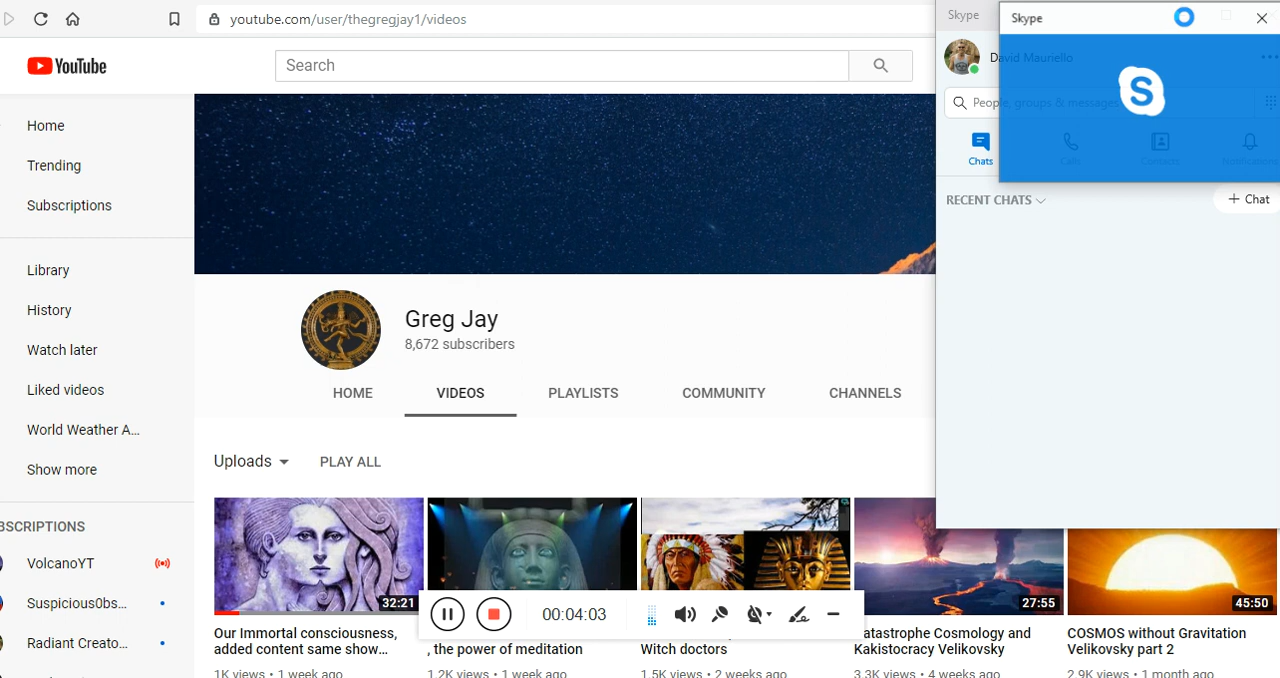 youtube.com/user/thegregjay1/videos
YouTube
Search
Home
Trending
Subscriptions
Library
History
Watch later
Liked videos
World Weather A...
Show more
BSCRIPTIONS
VolcanoYT
Suspicious0bs...
Radiant Creato...
Greg Jay
8,672 subscribers
HOME
VIDEOS
PLAYLISTS
COMMUNITY
CHANNELS
Uploads
PLAY ALL
32:21
Our Immortal consciousness,
added content same show...
1K views • 1 week ago
, the power of meditation
1.2K views • 1 week ago
Witch doctors
1.5K views • 2 weeks ago
27:55
atastrophe Cosmology and
Kakistocracy Velikovsky
3.3K views • 4 weeks ago
45:50
COSMOS without Gravitation
Velikovsky part 2
2.9K views • 1 month ago
00:04:03
Skype
Skype
David Mauriello
People, groups & messages
Chats
Calls
Contacts
Notifications
RECENT CHATS
+ Chat